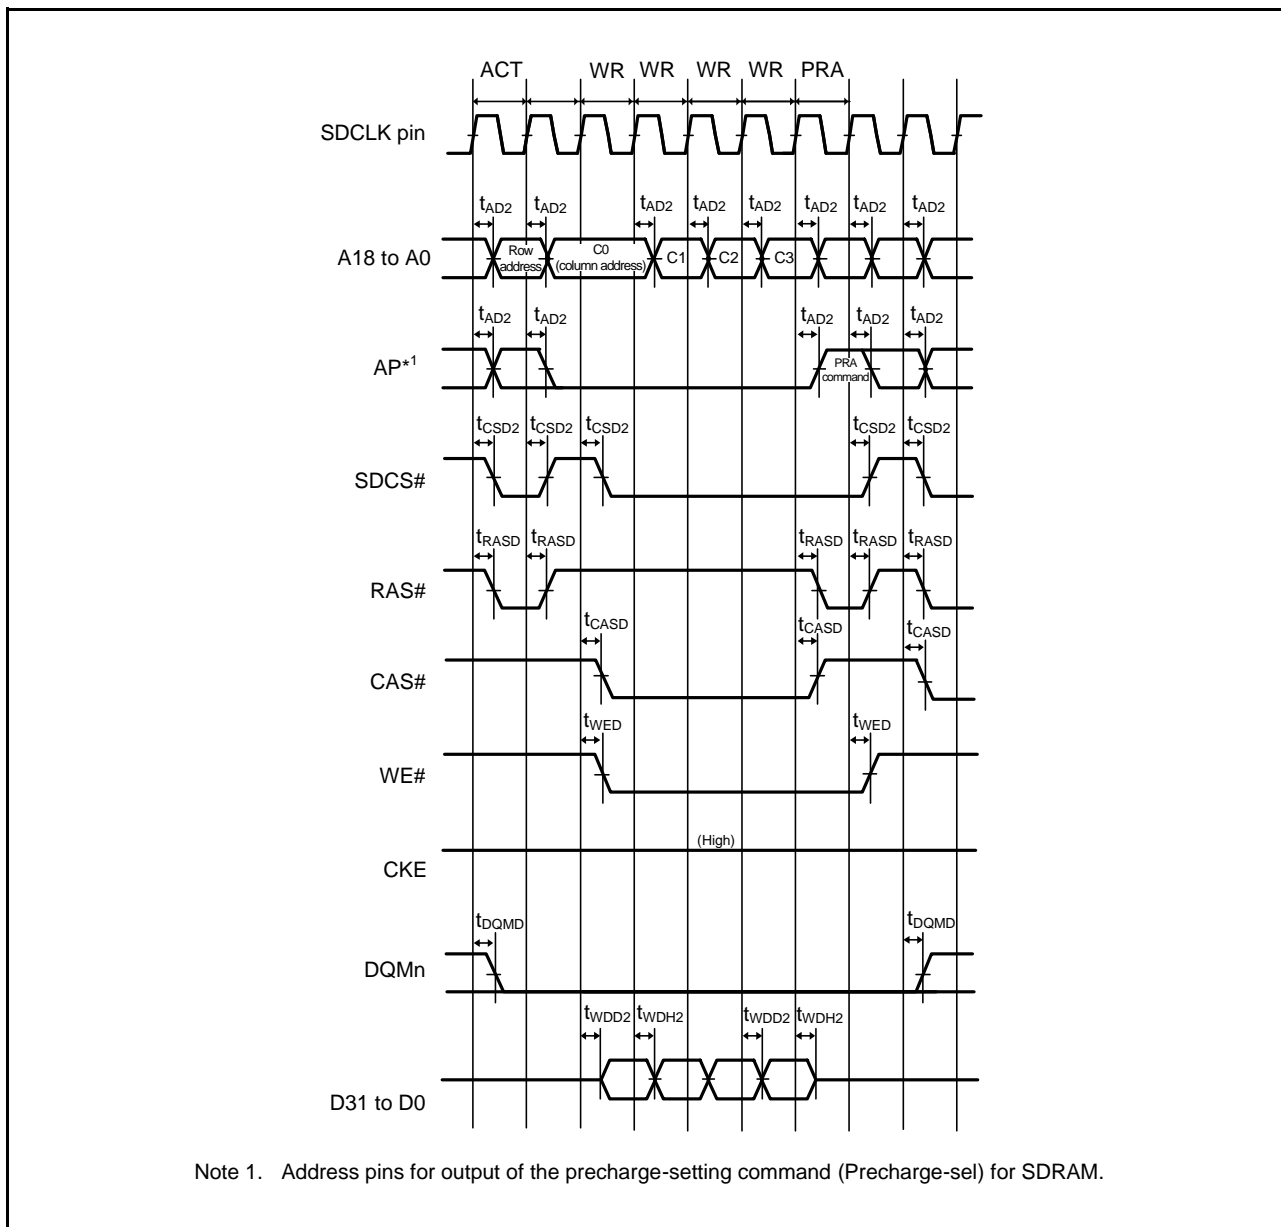 ACT WR WR WR WR PRA
SDCLK pin
tAD2 tAD2 tAD2 tAD2 tAD2 tAD2 tAD2 tAD2
A18 to A0
Row address
C0 (column address)
C1
C2
C3
tAD2 tAD2 tAD2 tAD2 tAD2
AP*1
PRA command
tCSD2 tCSD2 tCSD2 tCSD2 tCSD2
SDCS#
tRASD tRASD tRASD tRASD tRASD
RAS#
tCASD tCASD tCASD
CAS#
tWED tWED
WE#
(High)
CKE
tDQMD tDQMD
DQMn
tWDD2 tWDH2 tWDD2 tWDH2
D31 to D0
Note 1. Address pins for output of the precharge-setting command (Precharge-sel) for SDRAM.